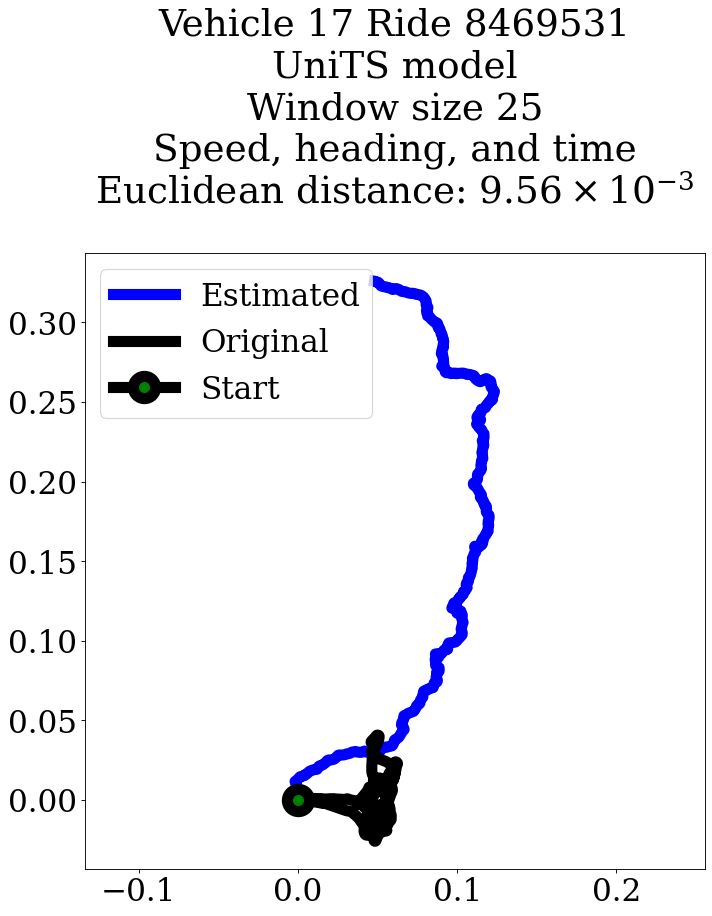 Vehicle 17 Ride 8469531
UniTS model
Window size 25
Speed, heading, and time
Euclidean distance: 9.56 × 10⁻³
Estimated
Original
Start
0.30
0.25
0.20
0.15
0.10
0.05
0.00
−0.1 0.0 0.1 0.2